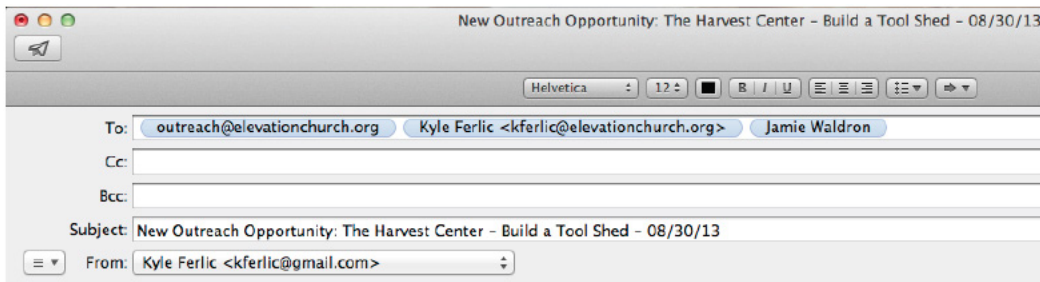 New Outreach Opportunity: The Harvest Center – Build a Tool Shed – 08/30/13
Helvetica 12 B I U
To: outreach@elevationchurch.org Kyle Ferlic <kferlic@elevationchurch.org> Jamie Waldron
Cc:
Bcc:
Subject: New Outreach Opportunity: The Harvest Center – Build a Tool Shed – 08/30/13
From: Kyle Ferlic <kferlic@gmail.com>